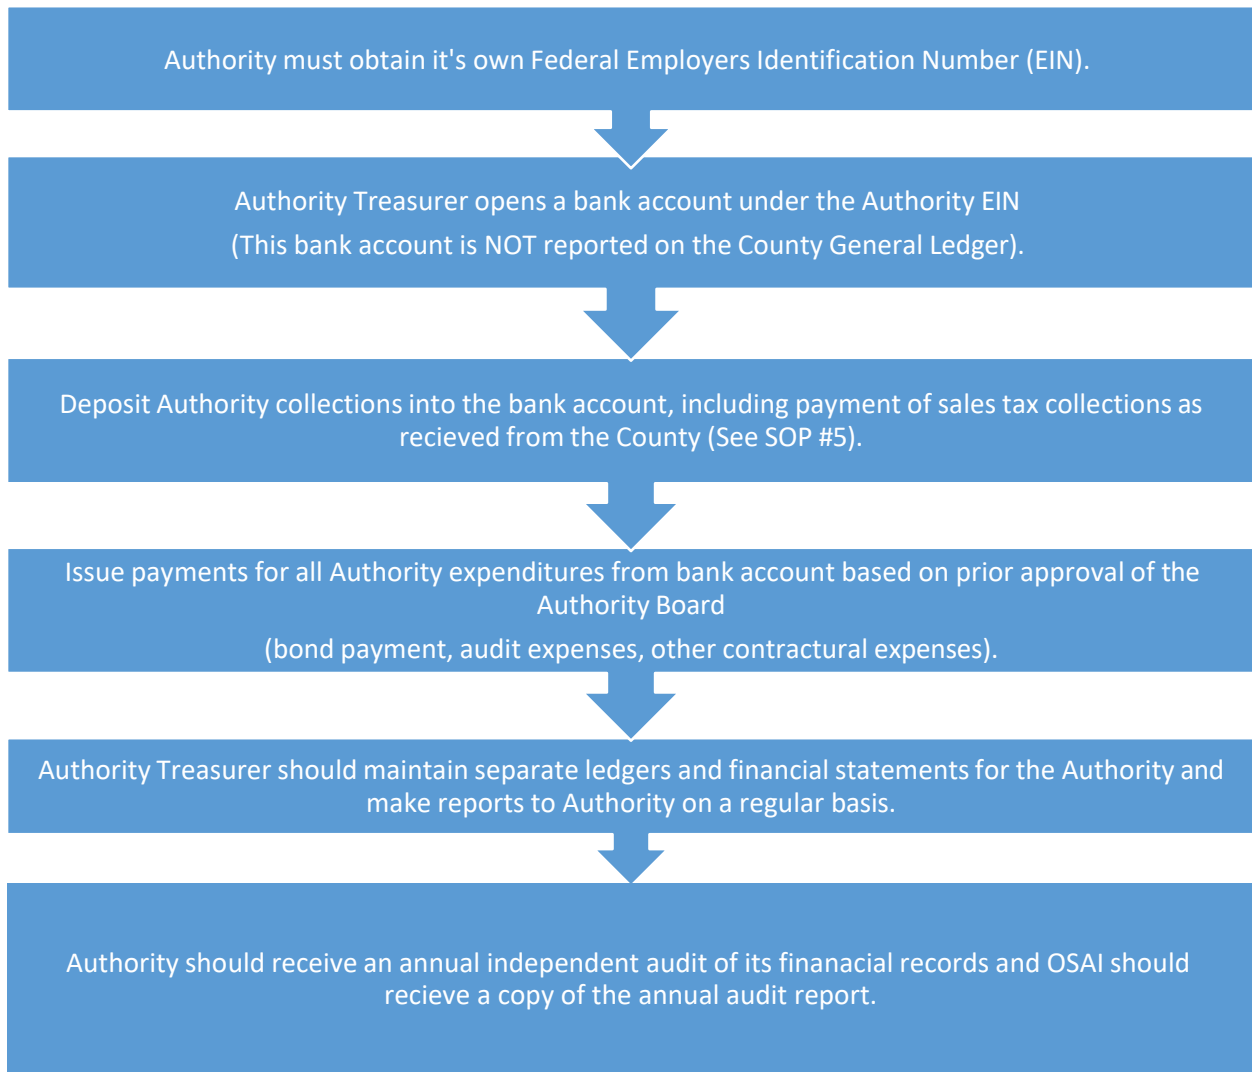 Authority must obtain it's own Federal Employers Identification Number (EIN).
Authority Treasurer opens a bank account under the Authority EIN
(This bank account is NOT reported on the County General Ledger).
Deposit Authority collections into the bank account, including payment of sales tax collections as
recieved from the County (See SOP #5).
Issue payments for all Authority expenditures from bank account based on prior approval of the
Authority Board
(bond payment, audit expenses, other contractural expenses).
Authority Treasurer should maintain separate ledgers and financial statements for the Authority and
make reports to Authority on a regular basis.
Authority should receive an annual independent audit of its finanacial records and OSAI should
recieve a copy of the annual audit report.